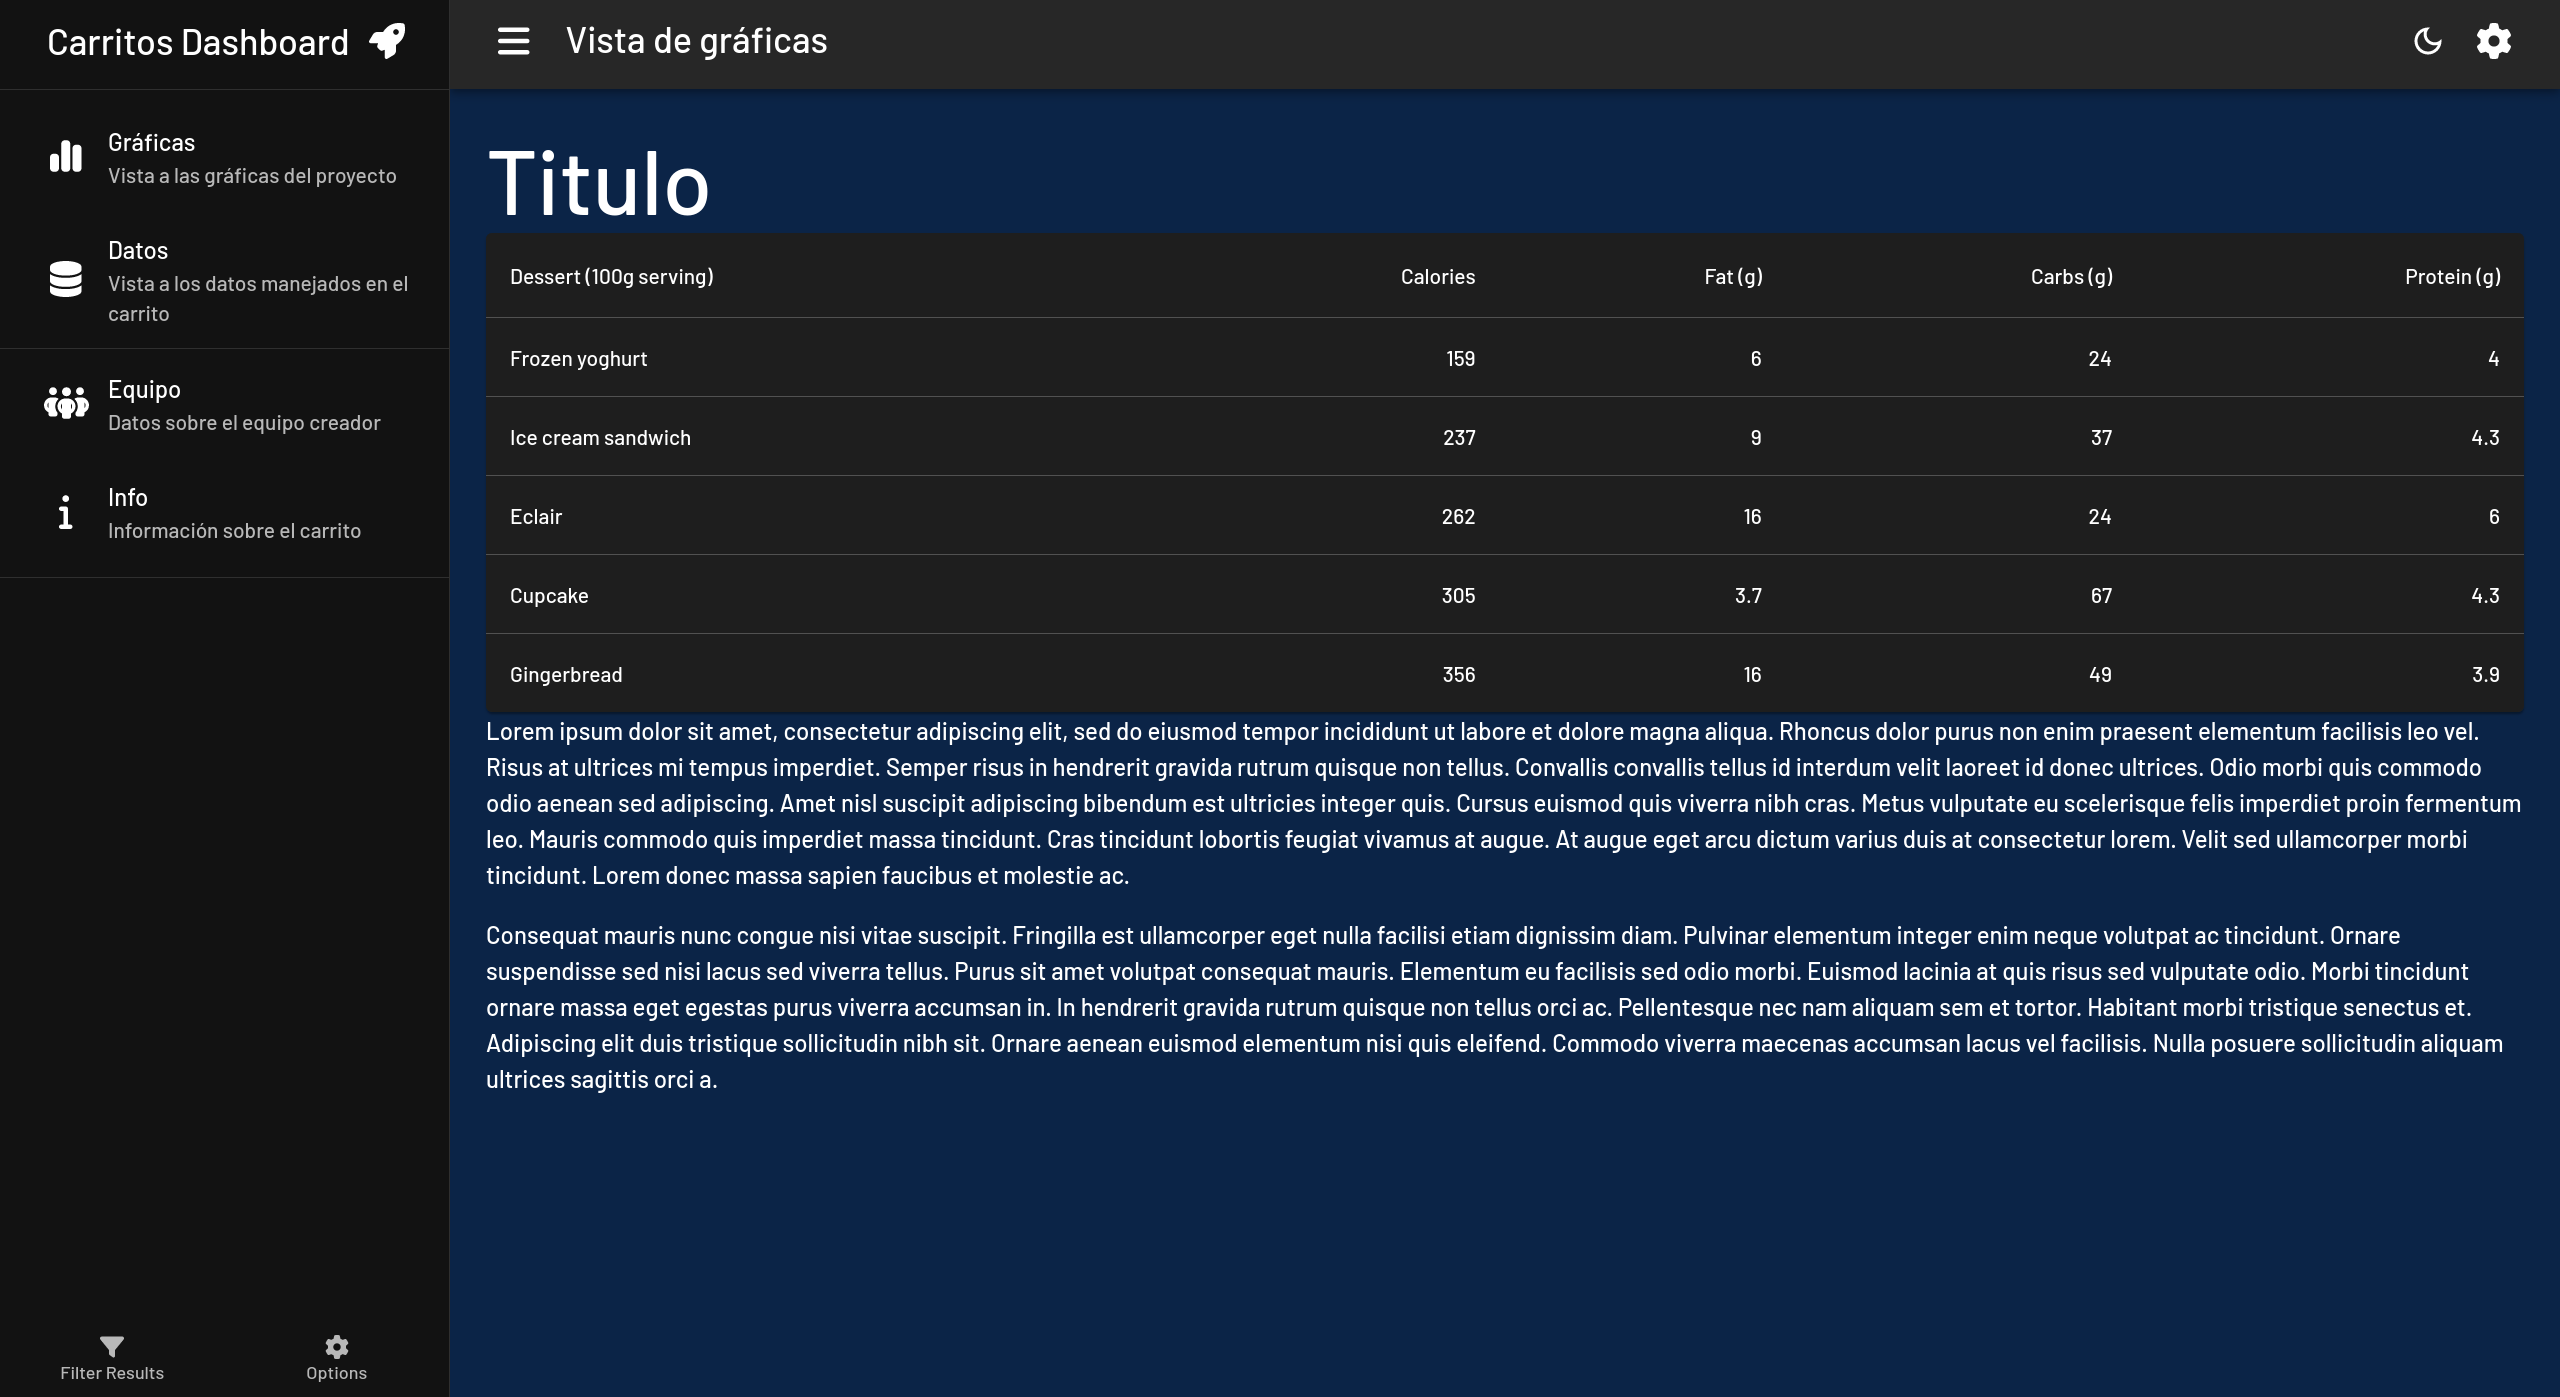 Carritos Dashboard
Vista de gráficas
Gráficas
Vista a las gráficas del proyecto
Datos
Vista a los datos manejados en el
carrito
Equipo
Datos sobre el equipo creador
Info
Información sobre el carrito
Filter Results
Options
Titulo
Dessert (100g serving) Calories Fat (g) Carbs (g) Protein (g)
Frozen yoghurt 159 6 24 4
Ice cream sandwich 237 9 37 4.3
Eclair 262 16 24 6
Cupcake 305 3.7 67 4.3
Gingerbread 356 16 49 3.9
Lorem ipsum dolor sit amet, consectetur adipiscing elit, sed do eiusmod tempor incididunt ut labore et dolore magna aliqua. Rhoncus dolor purus non enim praesent elementum facilisis leo vel.
Risus at ultrices mi tempus imperdiet. Semper risus in hendrerit gravida rutrum quisque non tellus. Convallis convallis tellus id interdum velit laoreet id donec ultrices. Odio morbi quis commodo
odio aenean sed adipiscing. Amet nisl suscipit adipiscing bibendum est ultricies integer quis. Cursus euismod quis viverra nibh cras. Metus vulputate eu scelerisque felis imperdiet proin fermentum
leo. Mauris commodo quis imperdiet massa tincidunt. Cras tincidunt lobortis feugiat vivamus at augue. At augue eget arcu dictum varius duis at consectetur lorem. Velit sed ullamcorper morbi
tincidunt. Lorem donec massa sapien faucibus et molestie ac.
Consequat mauris nunc congue nisi vitae suscipit. Fringilla est ullamcorper eget nulla facilisi etiam dignissim diam. Pulvinar elementum integer enim neque volutpat ac tincidunt. Ornare
suspendisse sed nisi lacus sed viverra tellus. Purus sit amet volutpat consequat mauris. Elementum eu facilisis sed odio morbi. Euismod lacinia at quis risus sed vulputate odio. Morbi tincidunt
ornare massa eget egestas purus viverra accumsan in. In hendrerit gravida rutrum quisque non tellus orci ac. Pellentesque nec nam aliquam sem et tortor. Habitant morbi tristique senectus et.
Adipiscing elit duis tristique sollicitudin nibh sit. Ornare aenean euismod elementum nisi quis eleifend. Commodo viverra maecenas accumsan lacus vel facilisis. Nulla posuere sollicitudin aliquam
ultrices sagittis orci a.